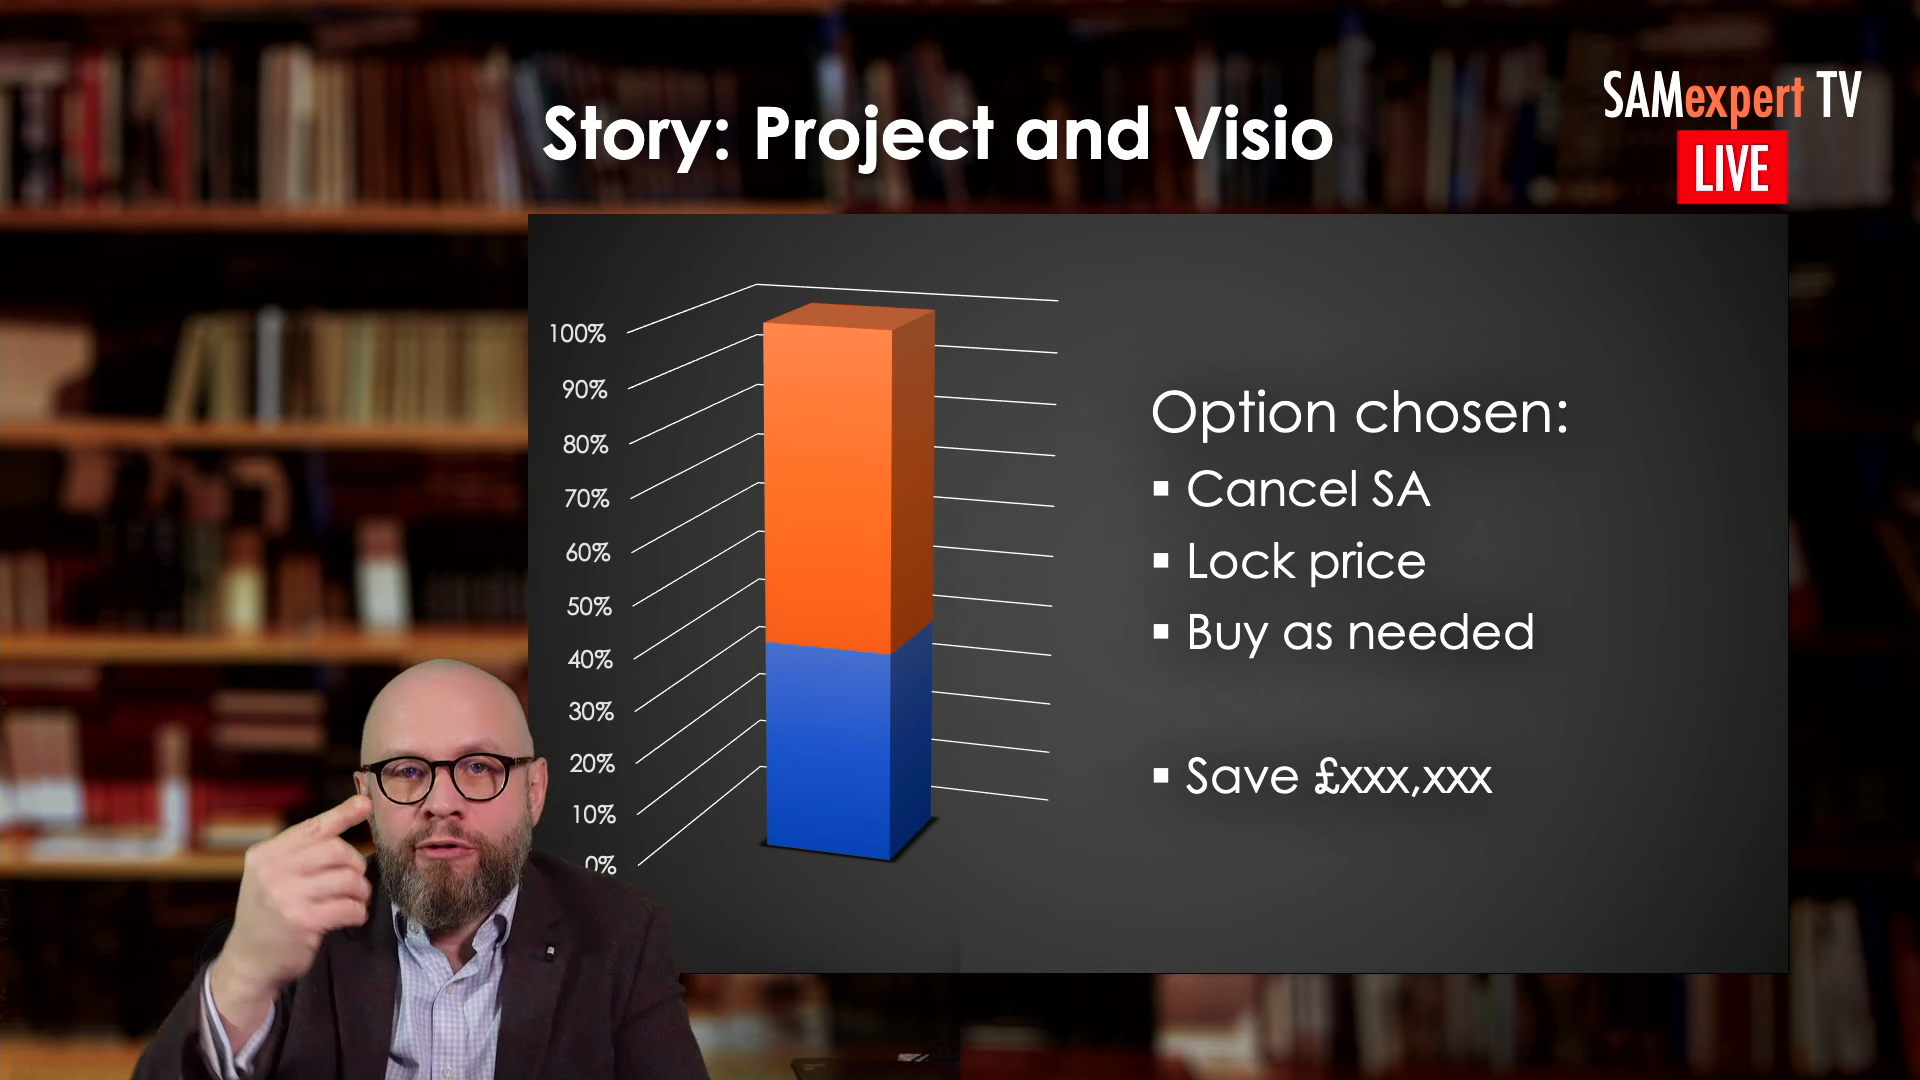 Story: Project and Visio
SAMexpert TV
LIVE
100%
90%
80%
70%
60%
50%
40%
30%
20%
10%
0%
Option chosen:
▪ Cancel SA
▪ Lock price
▪ Buy as needed
▪ Save £xxx,xxx